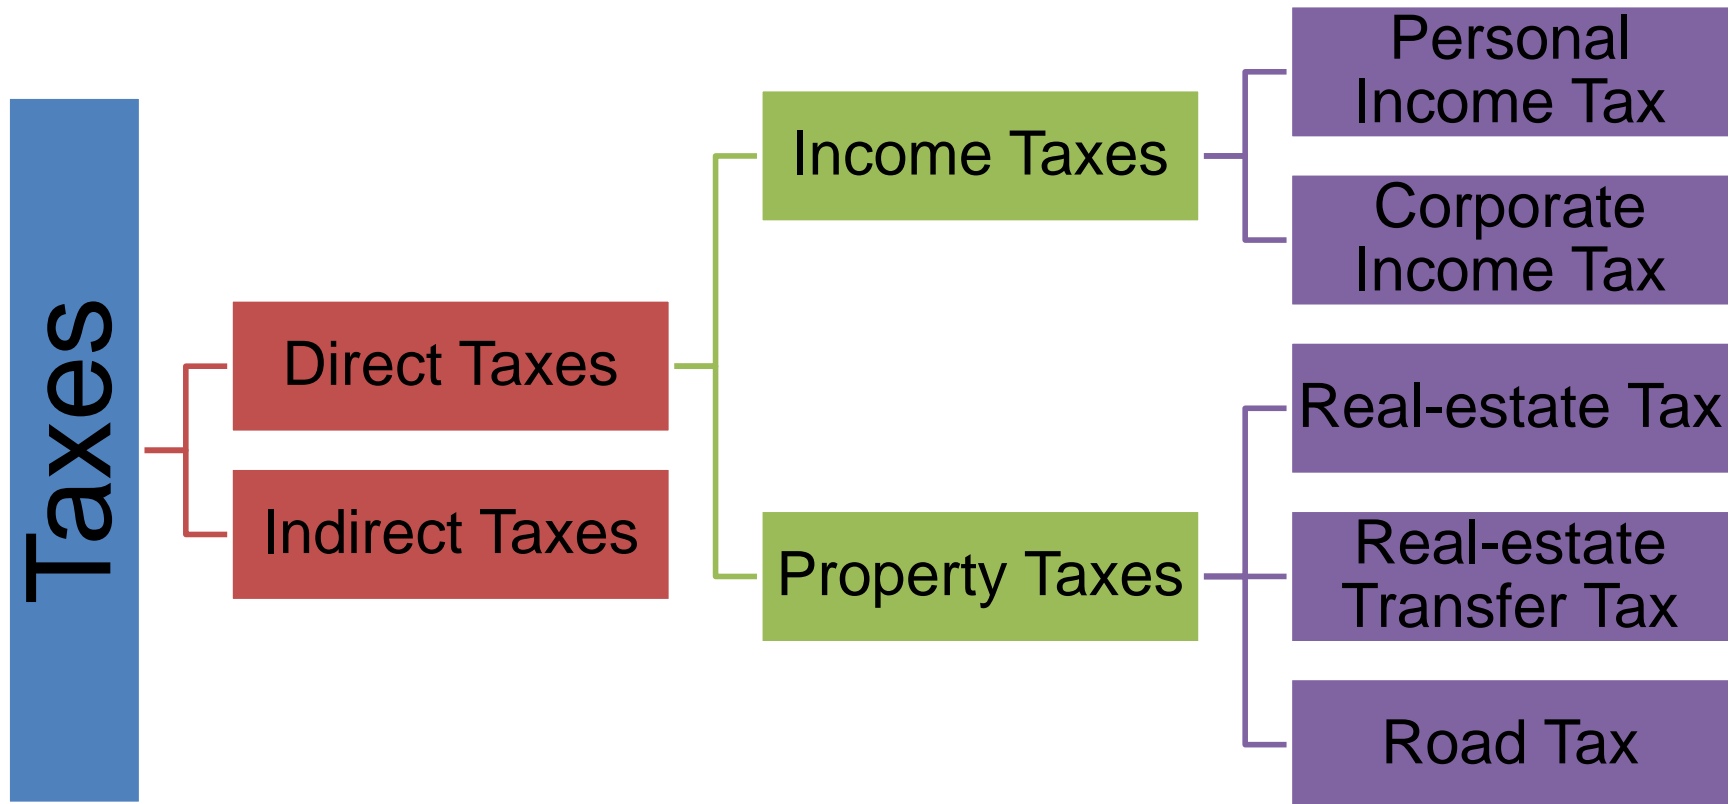 Taxes
Direct Taxes
Indirect Taxes
Income Taxes
Property Taxes
Personal
Income Tax
Corporate
Income Tax
Real-estate Tax
Real-estate
Transfer Tax
Road Tax